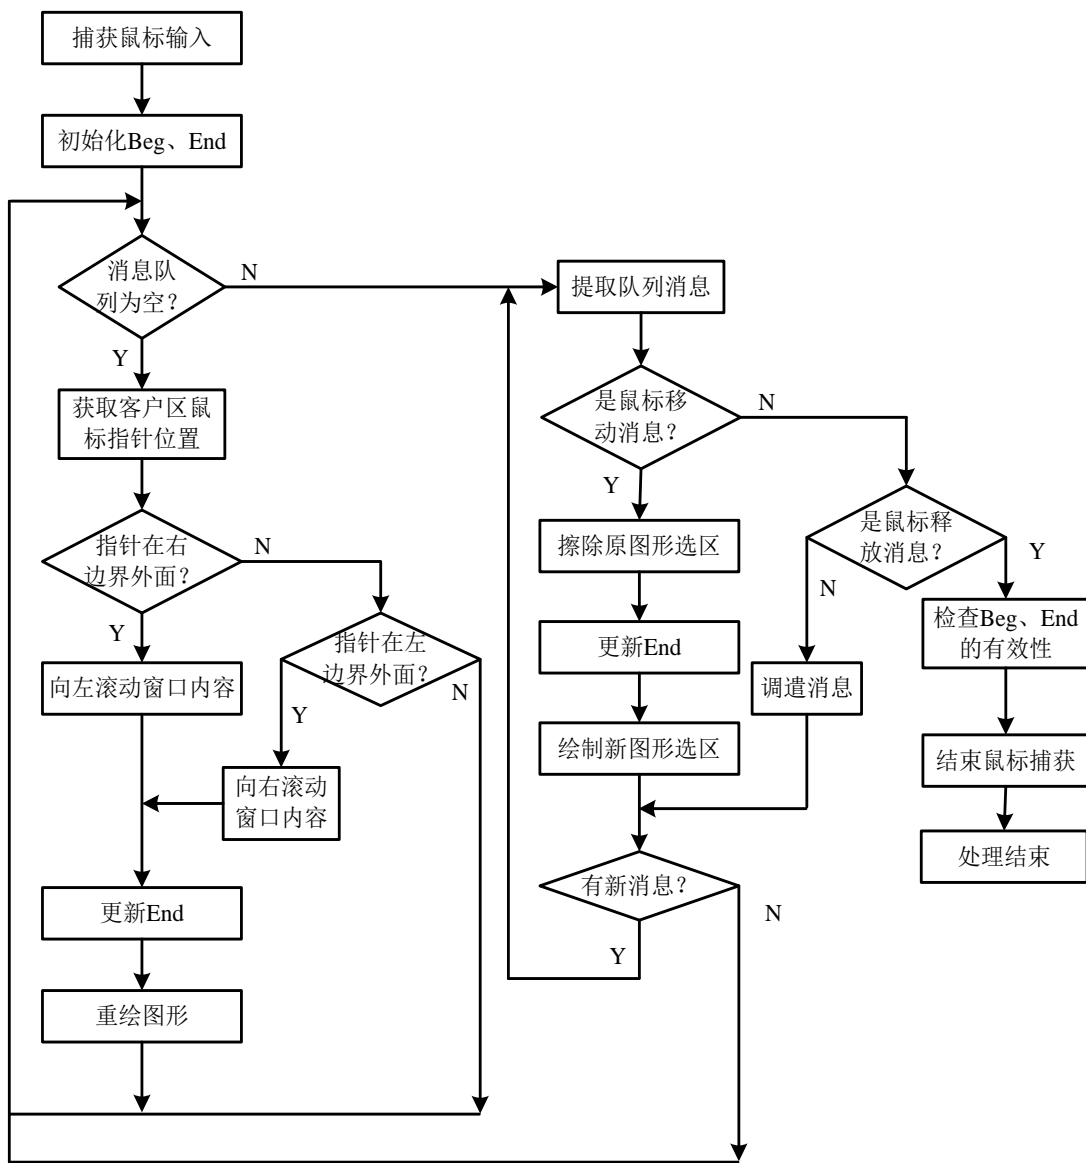 捕获鼠标输入
初始化Beg、End
消息队
列为空？
N
Y
获取客户区鼠
标指针位置
指针在右
边界外面？
N
Y
指针在左
边界外面？
N
Y
向左滚动窗口内容
向右滚动
窗口内容
更新End
重绘图形
提取队列消息
是鼠标移
动消息？
N
Y
擦除原图形选区
更新End
绘制新图形选区
是鼠标释
放消息？
Y
N
调遣消息
检查Beg、End
的有效性
结束鼠标捕获
处理结束
有新消息？
N
Y